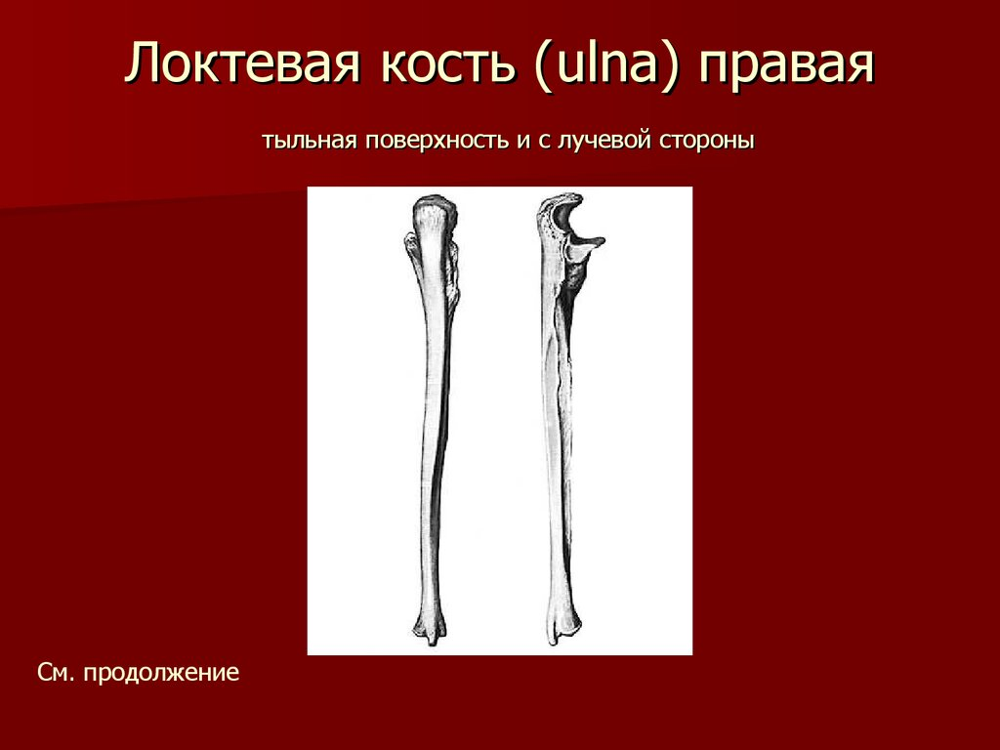 Локтевая кость (ulna) правая
тыльная поверхность и с лучевой стороны
См. продолжение